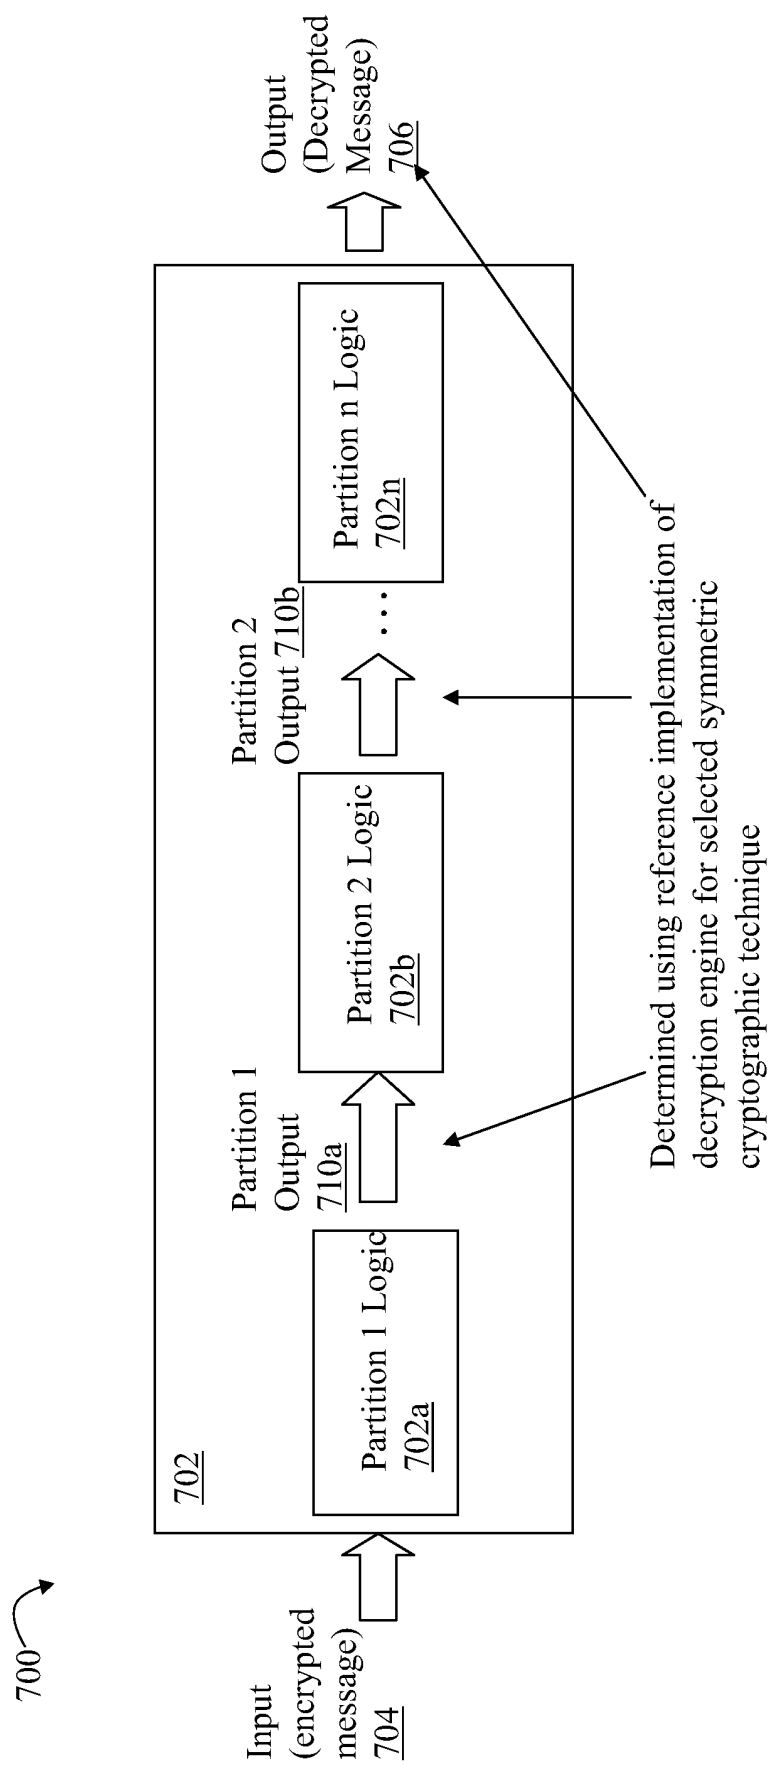 700
Input
(encrypted
message)
704
702
Partition 1 Logic
702a
Partition 1
Output
710a
Partition 2 Logic
702b
Partition 2
Output 710b
...
Partition n Logic
702n
Output
(Decrypted
Message)
706
Determined using reference implementation of
decryption engine for selected symmetric
cryptographic technique